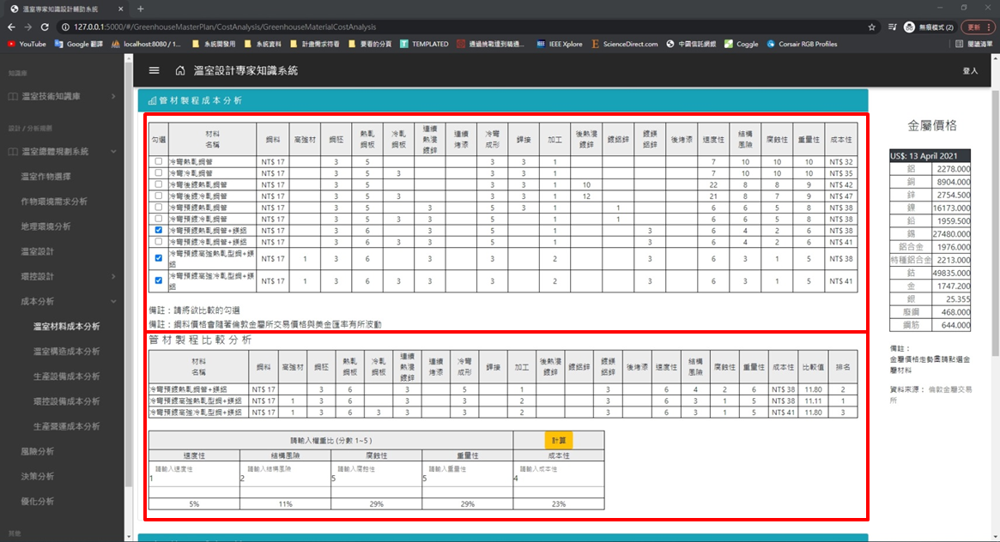 溫室專家知識設計輔助系統
127.0.0.1:5000/#/GreenhouseMasterPlan/CostAnalysis/GreenhouseMaterialCostAnalysis
無痕模式 (2)
更新
YouTube Google 翻譯 localhost:8080 / 1... 系統開發用 系統資料 計畫需求待看 要看的分頁 TEMPLATED IEEE Xplore ScienceDirect.com 中國信託網銀 Coggle Corsair RGB Profiles 閱讀清單
溫室設計專家知識系統
登入
知識庫
溫室技術知識庫
設計 / 分析規劃
溫室總體規劃系統
溫室作物選擇
作物環境需求分析
地理環境分析
溫室設計
環控設計
成本分析
溫室材料成本分析
溫室構造成本分析
生產設備成本分析
環控設備成本分析
生產營運成本分析
風險分析
決策分析
優化分析
其他
管材製程成本分析
勾選 材料名稱 鋼料 高強材 鋼胚 熱軋鋼板 冷軋鋼板 連續熱浸鍍鋅 連續烤漆 冷彎成形 銲接 加工 後熱浸鍍鋅 鍍鋁鋅 鍍鎂鋁鋅 後烤漆 速度性 結構風險 腐蝕性 重量性 成本性
冷彎熱軋鋼管 NT$ 17 3 5 3 3 1 7 10 10 10 NT$ 32
冷彎冷軋鋼管 NT$ 17 3 5 3 3 3 1 7 10 10 10 NT$ 35
冷彎後鍍熱軋鋼管 NT$ 17 3 5 3 3 1 10 22 8 8 9 NT$ 42
冷彎後鍍冷軋鋼管 NT$ 17 3 5 3 3 3 1 12 21 8 7 9 NT$ 47
冷彎預鍍熱軋鋼管 NT$ 17 3 5 3 5 3 1 1 6 6 5 8 NT$ 38
冷彎預鍍冷軋鋼管 NT$ 17 3 5 3 3 5 1 1 6 6 5 8 NT$ 38
冷彎預鍍熱軋鋼管+鎂鋁 NT$ 17 3 6 3 5 1 3 6 4 2 6 NT$ 38
冷彎預鍍冷軋鋼管+鎂鋁 NT$ 17 3 6 3 3 5 1 3 6 4 2 6 NT$ 41
冷彎預鍍高強熱軋型鋼+鎂鋁 NT$ 17 1 3 6 3 3 2 3 6 3 1 5 NT$ 38
冷彎預鍍高強冷軋型鋼+鎂鋁 NT$ 17 1 3 6 3 3 3 2 3 6 3 1 5 NT$ 41
備註：請將欲比較的勾選
備註：鋼料價格會隨著倫敦金屬所交易價格與美金匯率有所波動
管材製程比較分析
材料名稱 鋼料 高強材 鋼胚 熱軋鋼板 冷軋鋼板 連續熱浸鍍鋅 連續烤漆 冷彎成形 銲接 加工 後熱浸鍍鋅 鍍鋁鋅 鍍鎂鋁鋅 後烤漆 速度性 結構風險 腐蝕性 重量性 成本性 比較值 排名
冷彎預鍍熱軋鋼管+鎂鋁 NT$ 17 3 6 3 5 1 3 6 4 2 6 NT$ 38 11.80 2
冷彎預鍍高強熱軋型鋼+鎂鋁 NT$ 17 1 3 6 3 3 2 3 6 3 1 5 NT$ 38 11.11 1
冷彎預鍍高強冷軋型鋼+鎂鋁 NT$ 17 1 3 6 3 3 3 2 3 6 3 1 5 NT$ 41 11.80 3
請輸入權重比 (分數 1~5 ) 計算
速度性 結構風險 腐蝕性 重量性 成本性
請輸入速度性 請輸入結構風險 請輸入腐蝕性 請輸入重量性 請輸入成本性
1 2 5 5 4
5% 11% 29% 29% 23%
金屬價格
US$: 13 April 2021
鋁 2278.000
銅 8904.000
鋅 2754.500
鎳 16173.000
鉛 1959.500
錫 27480.000
鋁合金 1976.000
特種鋁合金 2213.000
鈷 49835.000
金 1747.200
銀 25.355
廢鋼 468.000
鋼筋 644.000
備註：
金屬價格走勢圖請點選金
屬材料
資料來源： 倫敦金屬交易
所